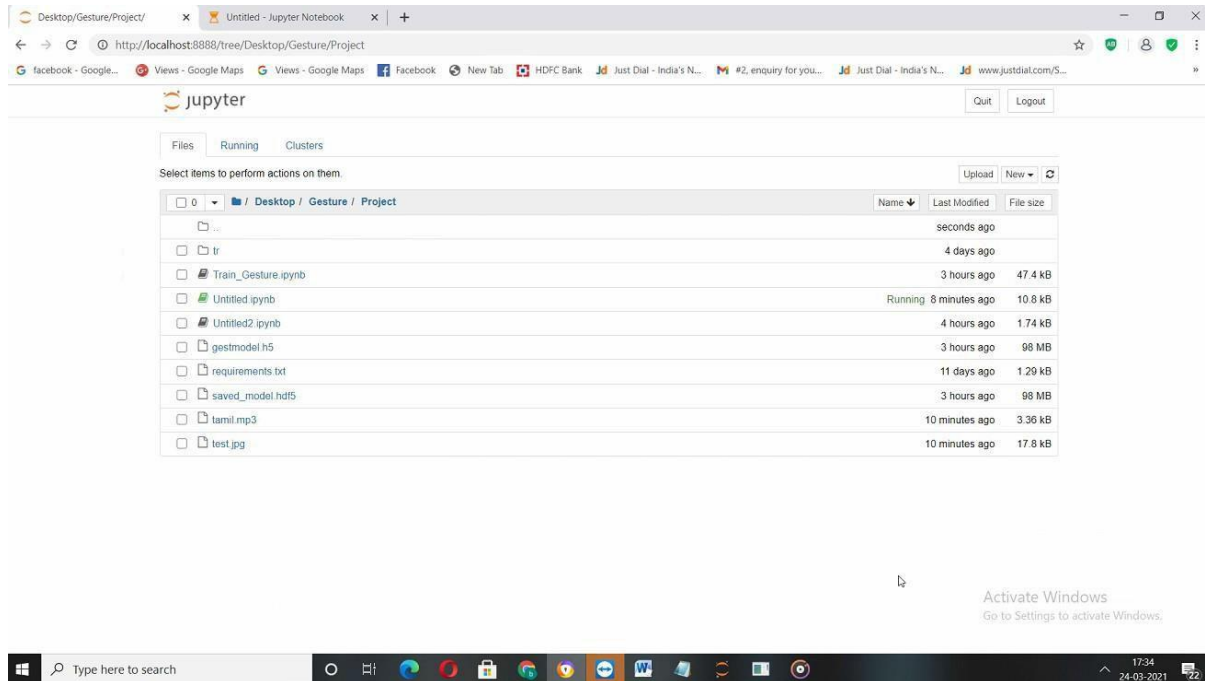 Desktop/Gesture/Project/ Untitled - Jupyter Notebook
http://localhost:8888/tree/Desktop/Gesture/Project
facebook - Google... Views - Google Maps Views - Google Maps Facebook New Tab HDFC Bank Just Dial - India's N... #2, enquiry for you... Just Dial - India's N... www.justdial.com/S... »
jupyter Quit Logout
Files Running Clusters
Select items to perform actions on them. Upload New
0 / Desktop / Gesture / Project Name Last Modified File size
.. seconds ago
tr 4 days ago
Train_Gesture.ipynb 3 hours ago 47.4 kB
Untitled.ipynb Running 8 minutes ago 10.8 kB
Untitled2.ipynb 4 hours ago 1.74 kB
gestmodel.h5 3 hours ago 98 MB
requirements.txt 11 days ago 1.29 kB
saved_model.hdf5 3 hours ago 98 MB
tamil.mp3 10 minutes ago 3.36 kB
test.jpg 10 minutes ago 17.8 kB
Activate Windows
Go to Settings to activate Windows.
Type here to search 17:34
24-03-2021 22